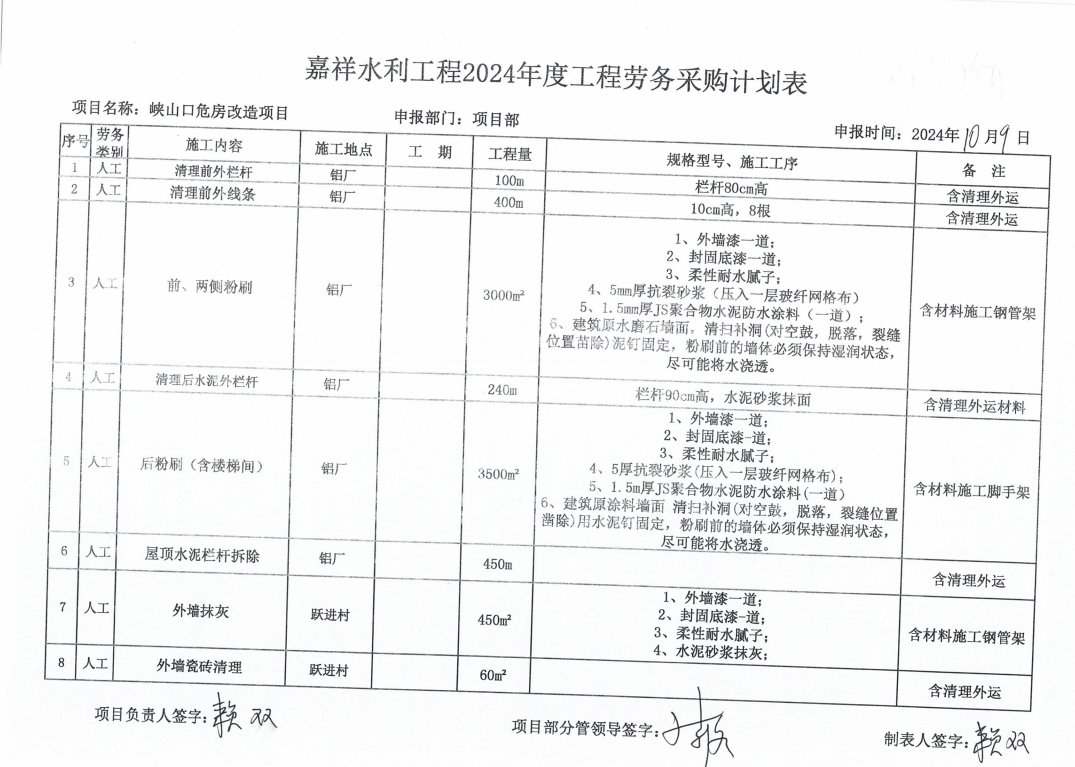 嘉祥水利工程2024年度工程劳务采购计划表
项目名称：峡山口危房改造项目 申报部门：项目部 申报时间：2024年10月9日
序号 劳务类别 施工内容 施工地点 工 期 工程量 规格型号、施工工序 备 注
1 人工 清理前外栏杆 铝厂 100m 栏杆80cm高 含清理外运
2 人工 清理前外线条 铝厂 400m 10cm高，8根 含清理外运
3 人工 前、两侧粉刷 铝厂 3000m²
1、外墙漆一道；
2、封固底漆一道；
3、柔性耐水腻子；
4、5mm厚抗裂砂浆（压入一层玻纤网格布）
5、1.5mm厚JS聚合物水泥防水涂料（一道）；
6、建筑原水磨石墙面，清扫补洞(对空鼓，脱落，裂缝
位置苗除)泥钉固定，粉刷前的墙体必须保持湿润状态，
尽可能将水浇透。
含材料施工钢管架
4 人工 清理后水泥外栏杆 铝厂 240m 栏杆90cm高，水泥砂浆抹面 含清理外运材料
5 人工 后粉刷（含楼梯间） 铝厂 3500m²
1、外墙漆一道；
2、封固底漆-道；
3、柔性耐水腻子；
4、5厚抗裂砂浆(压入一层玻纤网格布)；
5、1.5m厚JS聚合物水泥防水涂料(一道）
6、建筑原涂料墙面 清扫补洞(对空鼓，脱落，裂缝位置
凿除)用水泥钉固定，粉刷前的墙体必须保持湿润状态，
尽可能将水浇透。
含材料施工脚手架
6 人工 屋顶水泥栏杆拆除 铝厂 450m 含清理外运
7 人工 外墙抹灰 跃进村 450m²
1、外墙漆一道；
2、封固底漆-道；
3、柔性耐水腻子；
4、水泥砂浆抹灰；
含材料施工钢管架
8 人工 外墙瓷砖清理 跃进村 60m² 含清理外运
项目负责人签字：赖双 项目部分管领导签字： 制表人签字：赖双